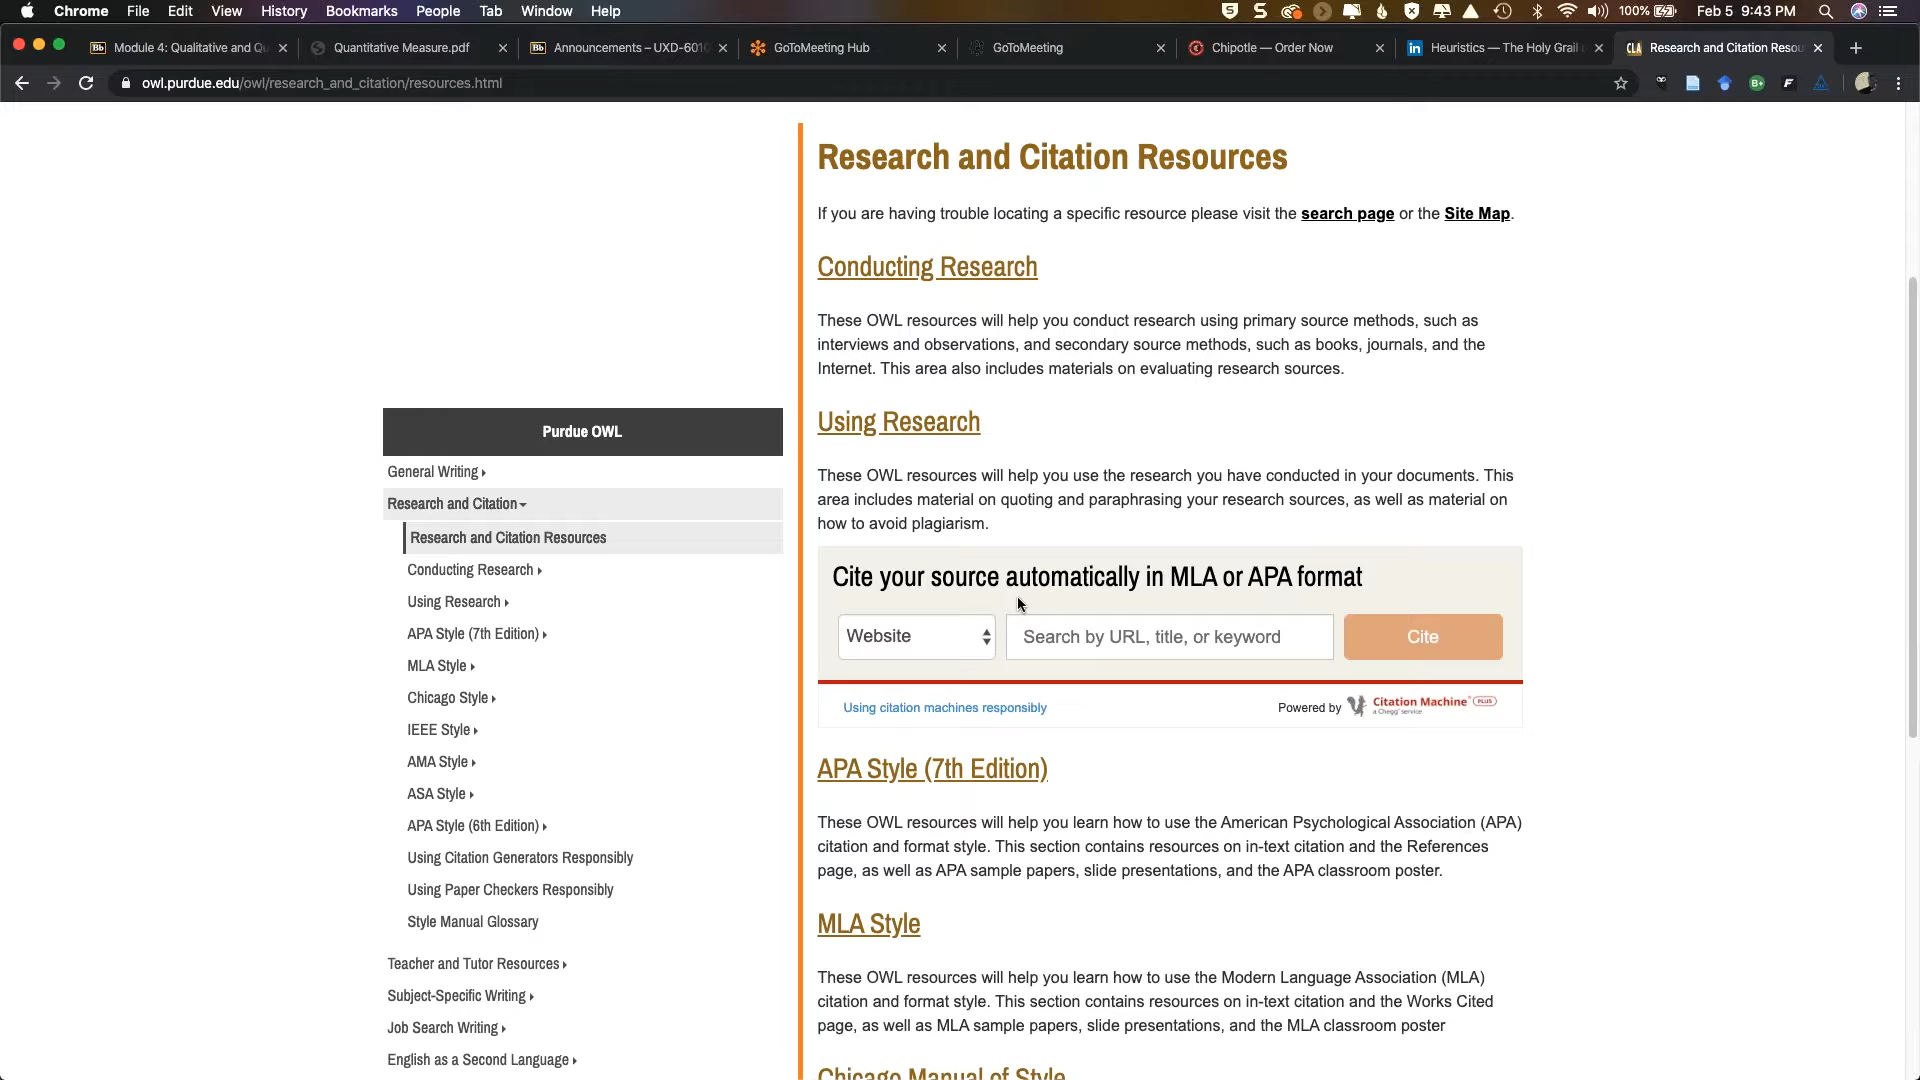 Chrome File Edit View History Bookmarks People Tab Window Help 100% Feb 5 9:43 PM
Module 4: Qualitative and Qu Quantitative Measure.pdf Announcements – UXD-6010 GoToMeeting Hub GoToMeeting Chipotle — Order Now Heuristics — The Holy Grail Research and Citation Resou
owl.purdue.edu/owl/research_and_citation/resources.html
Purdue OWL
General Writing
Research and Citation
Research and Citation Resources
Conducting Research
Using Research
APA Style (7th Edition)
MLA Style
Chicago Style
IEEE Style
AMA Style
ASA Style
APA Style (6th Edition)
Using Citation Generators Responsibly
Using Paper Checkers Responsibly
Style Manual Glossary
Teacher and Tutor Resources
Subject-Specific Writing
Job Search Writing
English as a Second Language
Research and Citation Resources
If you are having trouble locating a specific resource please visit the search page or the Site Map.
Conducting Research
These OWL resources will help you conduct research using primary source methods, such as
interviews and observations, and secondary source methods, such as books, journals, and the
Internet. This area also includes materials on evaluating research sources.
Using Research
These OWL resources will help you use the research you have conducted in your documents. This
area includes material on quoting and paraphrasing your research sources, as well as material on
how to avoid plagiarism.
Cite your source automatically in MLA or APA format
Website Search by URL, title, or keyword Cite
Using citation machines responsibly Powered by Citation Machine PLUS
a Chegg service
APA Style (7th Edition)
These OWL resources will help you learn how to use the American Psychological Association (APA)
citation and format style. This section contains resources on in-text citation and the References
page, as well as APA sample papers, slide presentations, and the APA classroom poster.
MLA Style
These OWL resources will help you learn how to use the Modern Language Association (MLA)
citation and format style. This section contains resources on in-text citation and the Works Cited
page, as well as MLA sample papers, slide presentations, and the MLA classroom poster
Chicago Manual of Style